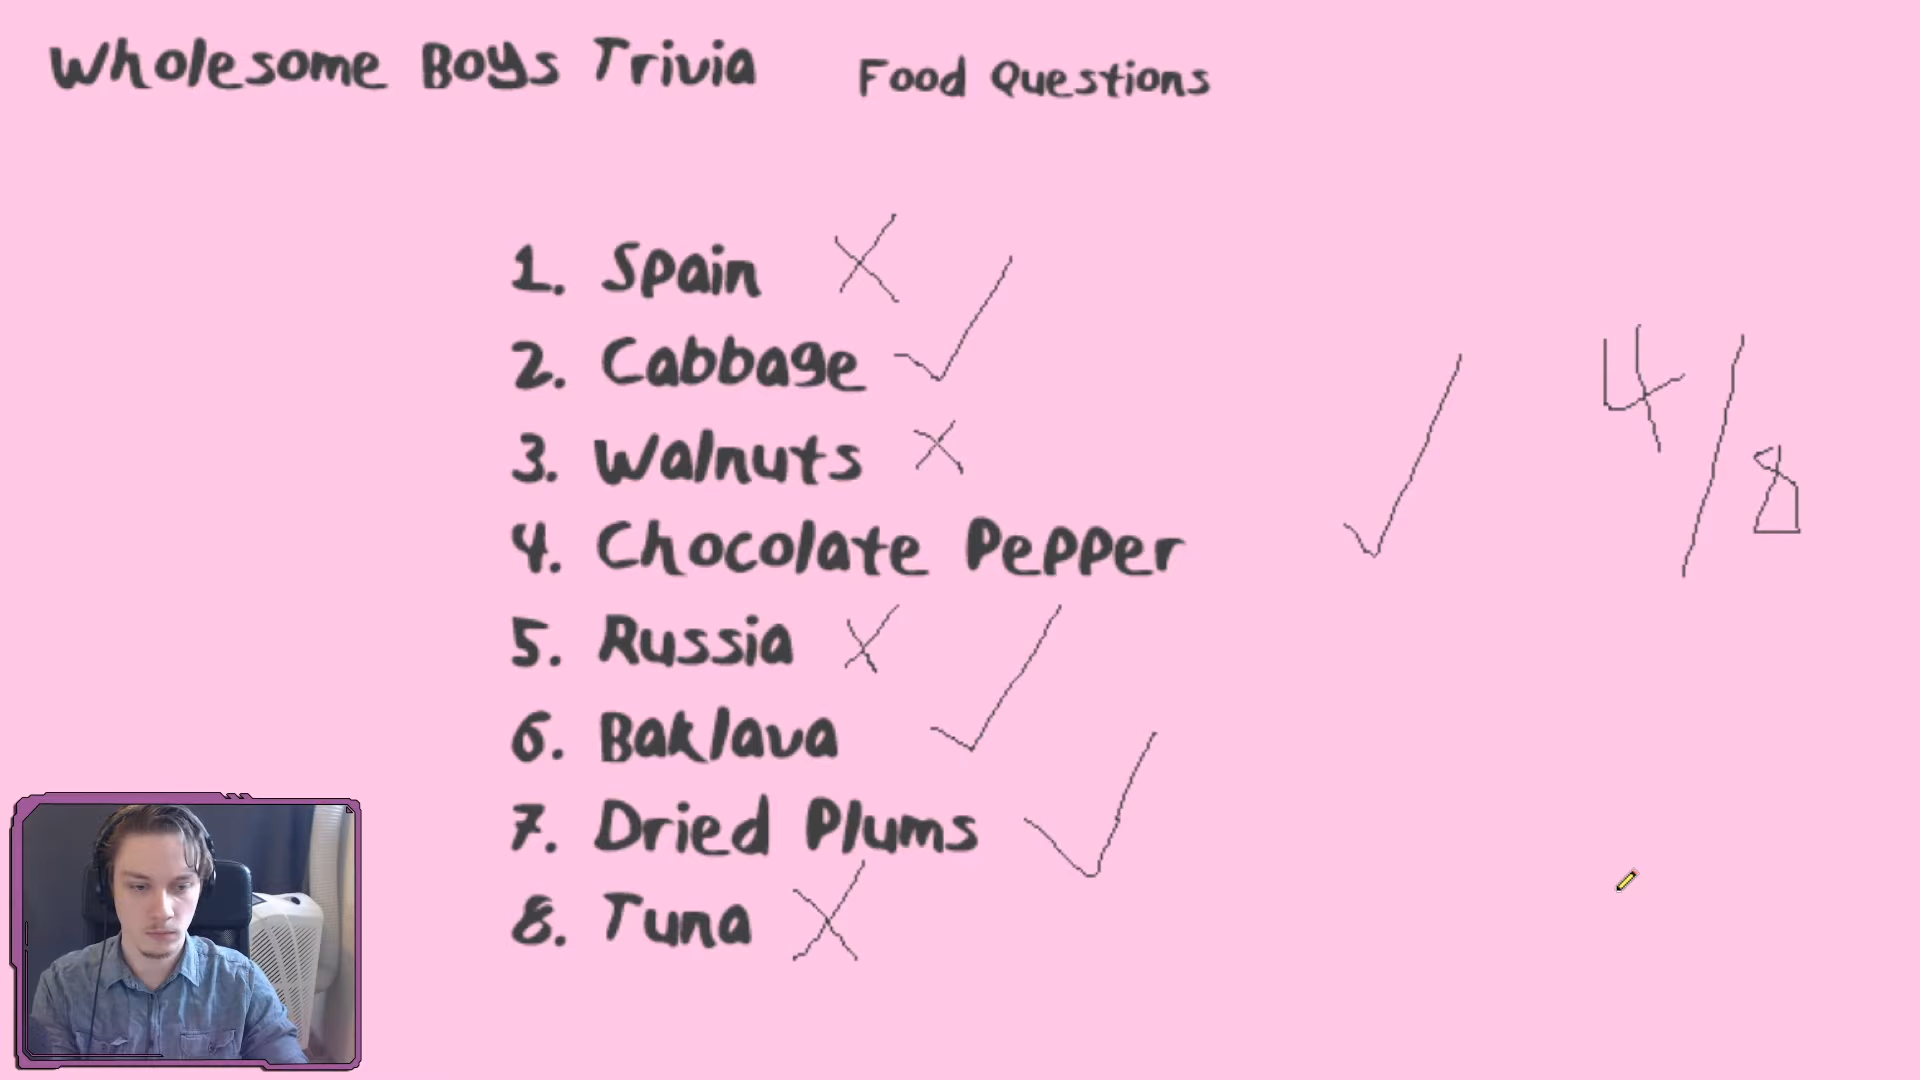 Wholesome Boys Trivia Food Questions
1. Spain
2. Cabbage
3. Walnuts
4. Chocolate Pepper
5. Russia
6. Baklava
7. Dried Plums
8. Tuna
4/8